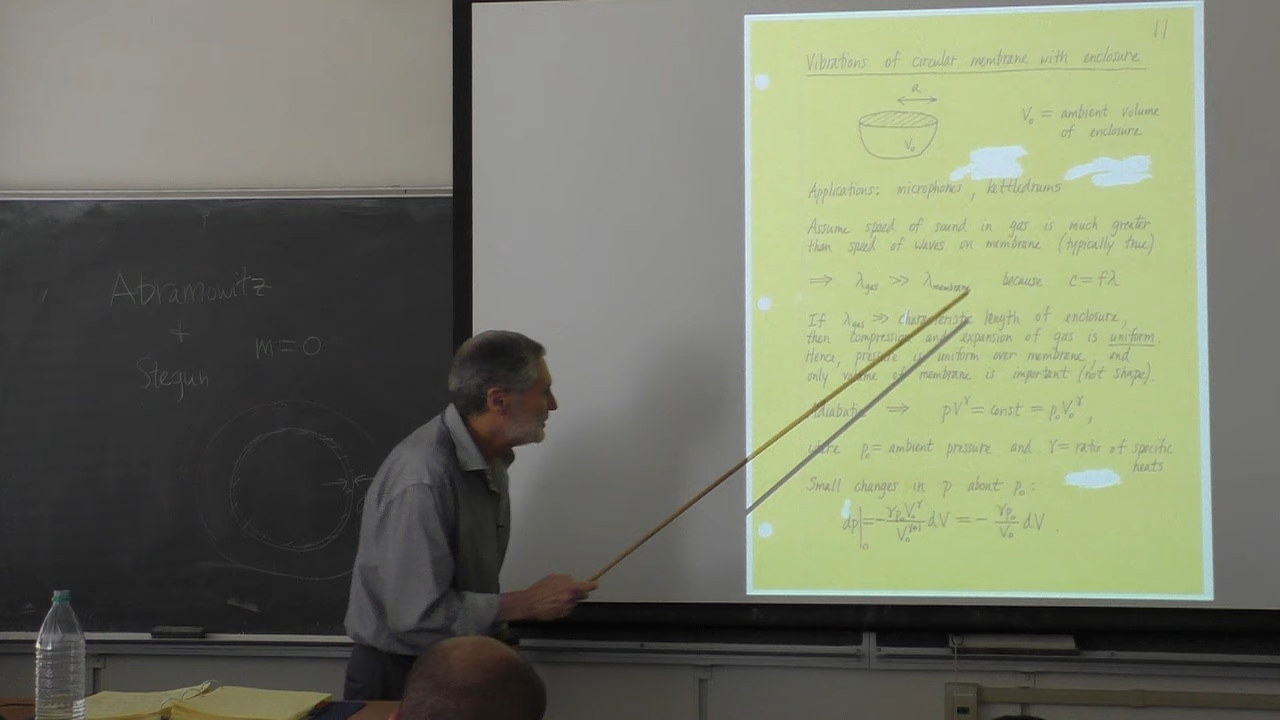 Abramowitz
+
m=0
Stegun
11
Vibrations of circular membrane with enclosure
a
V₀
V₀ = ambient volume
of enclosure
Applications: microphones, kettledrums
Assume speed of sound in gas is much greater
than speed of waves on membrane (typically true)
⇒ λgas >> λmembrane because c = fλ
If λgas >> characteristic length of enclosure,
then compression and expansion of gas is uniform.
Hence, pressure is uniform over membrane, and
only volume of membrane is important (not shape).
Adiabatic ⇒ pV^γ = const = p₀V₀^γ,
where p₀ = ambient pressure and γ = ratio of specific
heats
Small changes in p about p₀:
dp|₀ = - γp₀V₀^γ/V₀^(γ+1) dV = - γp₀/V₀ dV.